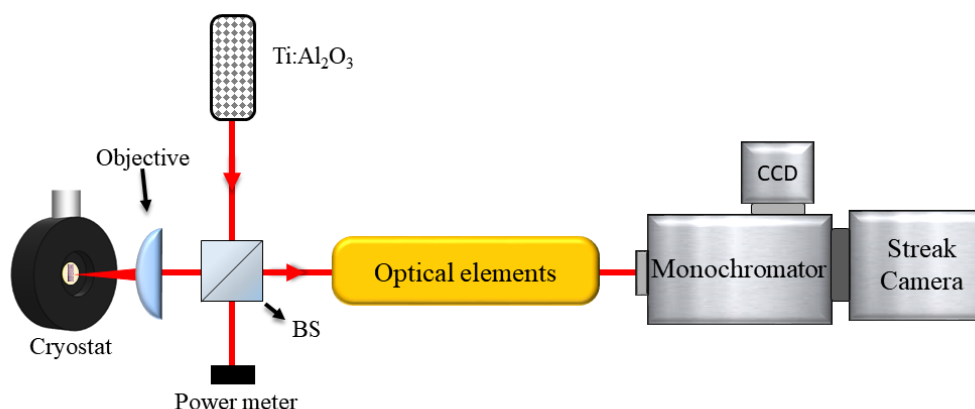 Ti:Al₂O₃
Objective
CCD
Optical elements
Monochromator
Streak
Camera
BS
Cryostat
Power meter